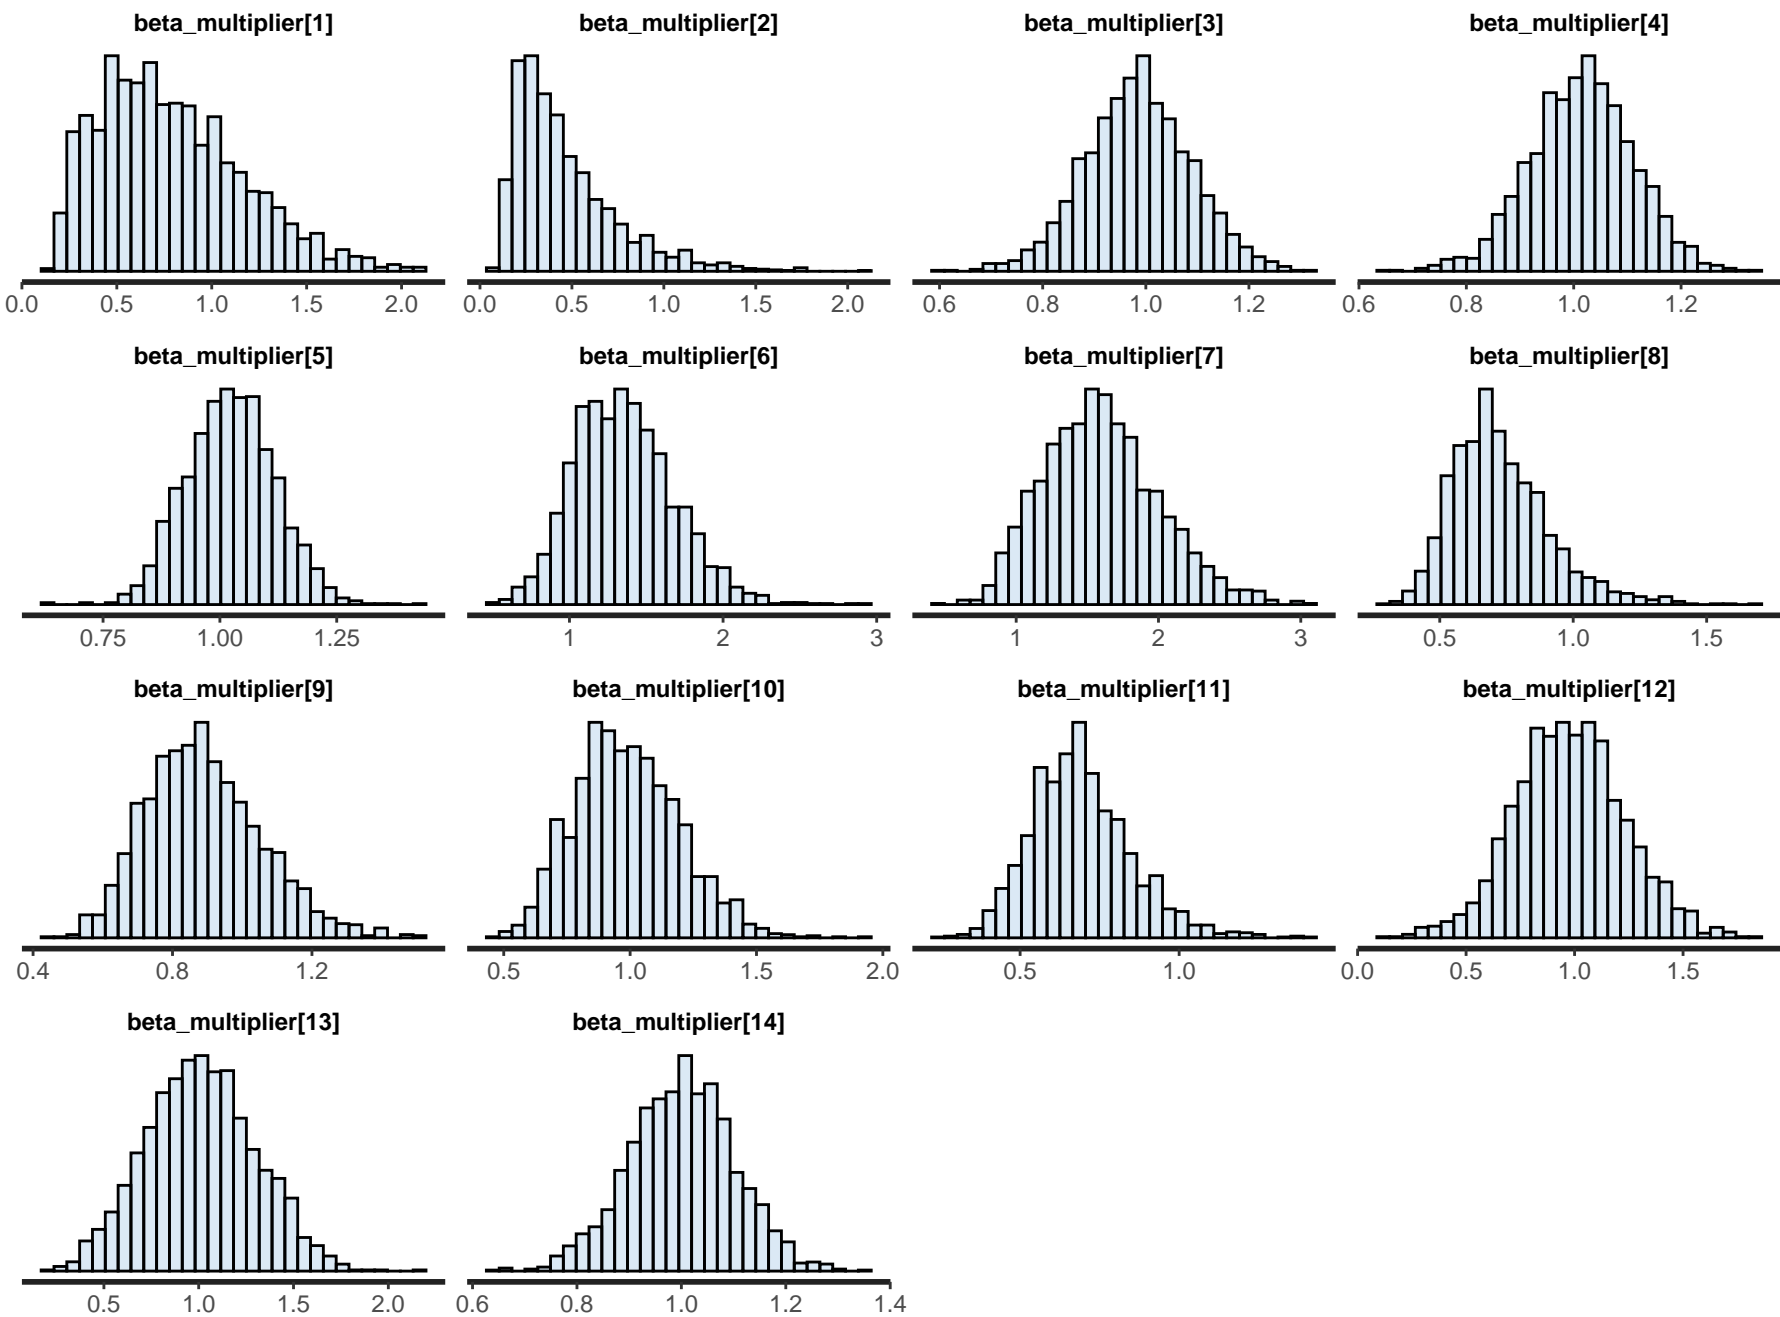 beta_multiplier[1] beta_multiplier[2] beta_multiplier[3] beta_multiplier[4]
0.0 0.5 1.0 1.5 2.0 0.0 0.5 1.0 1.5 2.0 0.6 0.8 1.0 1.2 0.6 0.8 1.0 1.2
beta_multiplier[5] beta_multiplier[6] beta_multiplier[7] beta_multiplier[8]
0.75 1.00 1.25 1 2 3 1 2 3 0.5 1.0 1.5
beta_multiplier[9] beta_multiplier[10] beta_multiplier[11] beta_multiplier[12]
0.4 0.8 1.2 0.5 1.0 1.5 2.0 0.5 1.0 0.0 0.5 1.0 1.5
beta_multiplier[13] beta_multiplier[14]
0.5 1.0 1.5 2.0 0.6 0.8 1.0 1.2 1.4